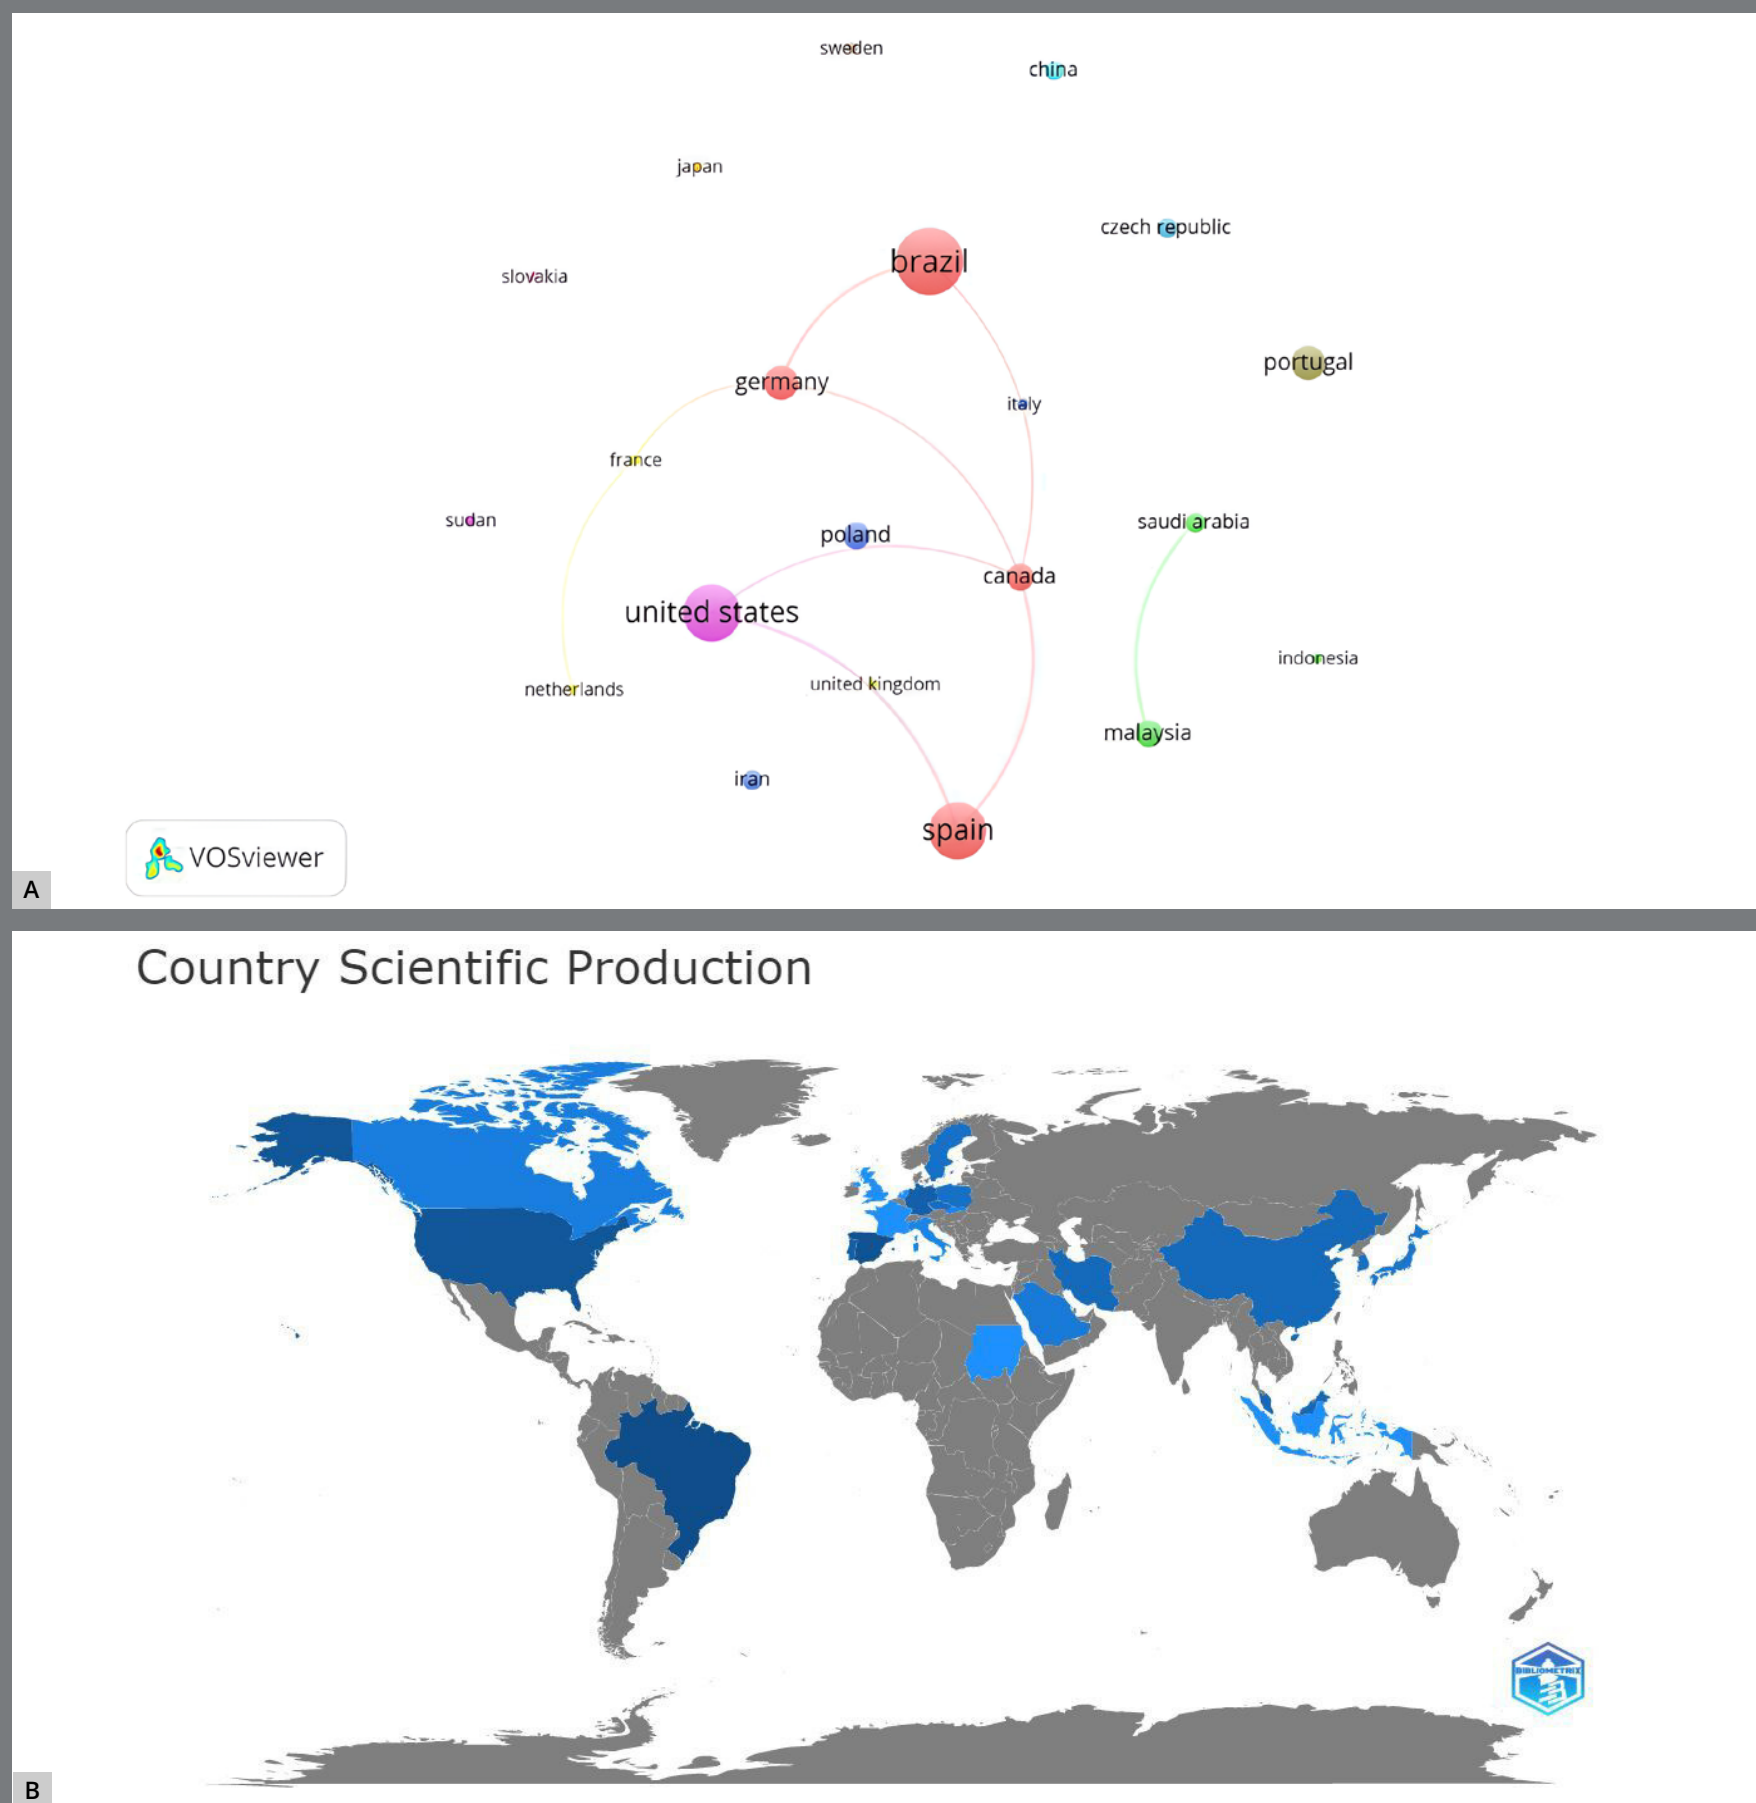 sweden
china
japan
czech republic
brazil
slovakia
portugal
germany
italy
france
sudan
saudi arabia
poland
canada
united states
indonesia
united kingdom
netherlands
malaysia
iran
spain
VOSviewer
A
Country Scientific Production
BIBLIOMETRIX
B